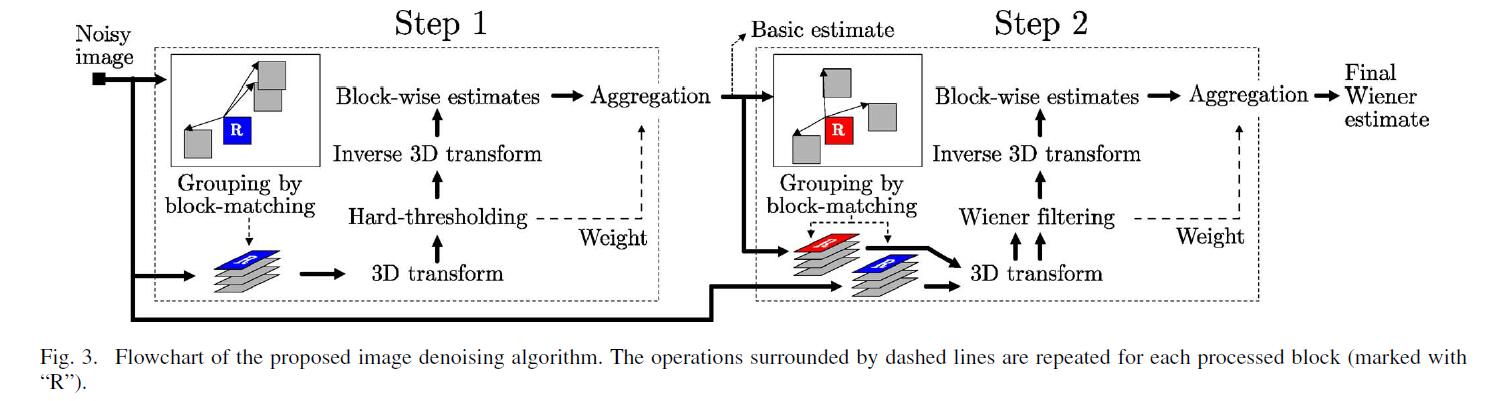 Step 1
Step 2
Noisy
image
Basic estimate
R
Block-wise estimates
Aggregation
Inverse 3D transform
Grouping by
block-matching
Hard-thresholding
Weight
3D transform
R
Block-wise estimates
Aggregation
Final
Wiener
estimate
Inverse 3D transform
Grouping by
block-matching
Wiener filtering
Weight
3D transform
Fig. 3. Flowchart of the proposed image denoising algorithm. The operations surrounded by dashed lines are repeated for each processed block (marked with
“R”).